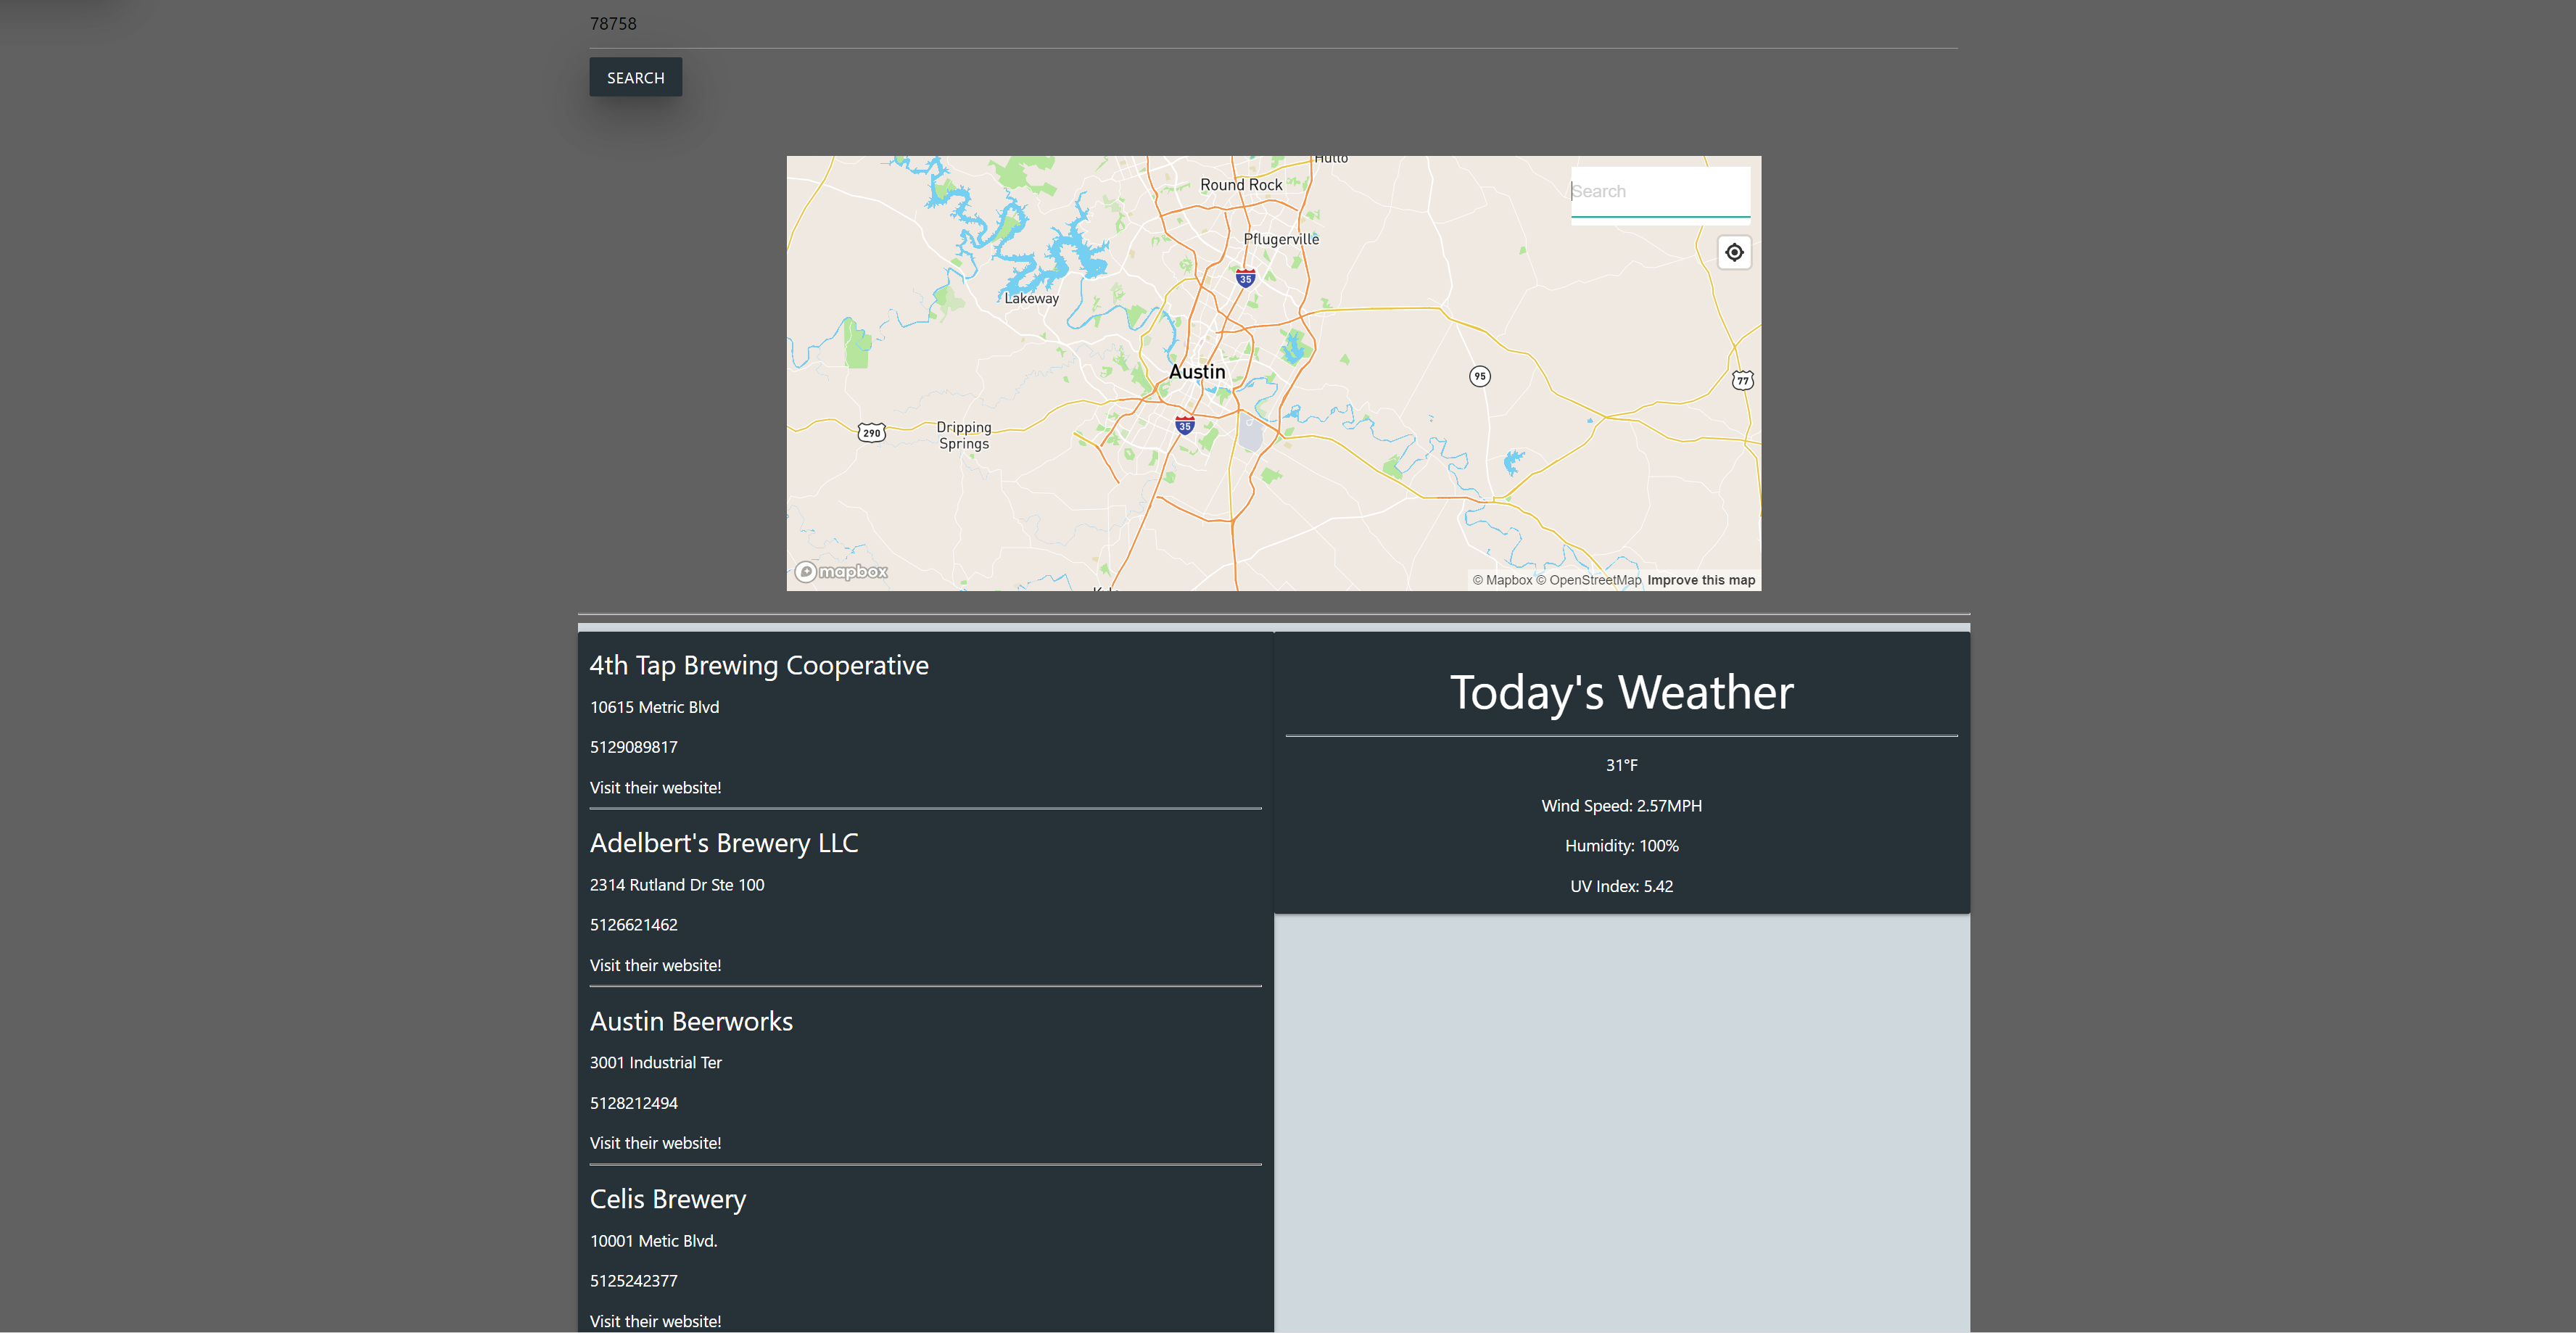 78758
SEARCH
Hutto
Round Rock
Search
Pflugerville
35
Lakeway
Austin
95
77
35
290
Dripping
Springs
mapbox
© Mapbox © OpenStreetMap Improve this map
4th Tap Brewing Cooperative
10615 Metric Blvd
5129089817
Visit their website!
Adelbert's Brewery LLC
2314 Rutland Dr Ste 100
5126621462
Visit their website!
Austin Beerworks
3001 Industrial Ter
5128212494
Visit their website!
Celis Brewery
10001 Metic Blvd.
5125242377
Visit their website!
Today's Weather
31°F
Wind Speed: 2.57MPH
Humidity: 100%
UV Index: 5.42